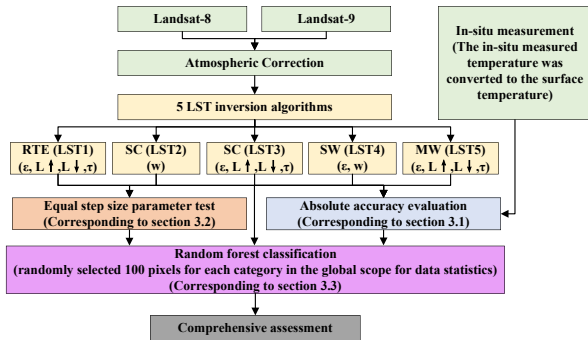 Landsat-8
Landsat-9
Atmospheric Correction
In-situ measurement
(The in-situ measured
temperature was
converted to the surface
temperature)
5 LST inversion algorithms
RTE (LST1)
(ε, L↑,L↓,τ)
SC (LST2)
(w)
SC (LST3)
(ε, L↑,L↓,τ)
SW (LST4)
(ε, w)
MW (LST5)
(ε, L↑,L↓,τ)
Equal step size parameter test
(Corresponding to section 3.2)
Absolute accuracy evaluation
(Corresponding to section 3.1)
Random forest classification
(randomly selected 100 pixels for each category in the global scope for data statistics)
(Corresponding to section 3.3)
Comprehensive assessment